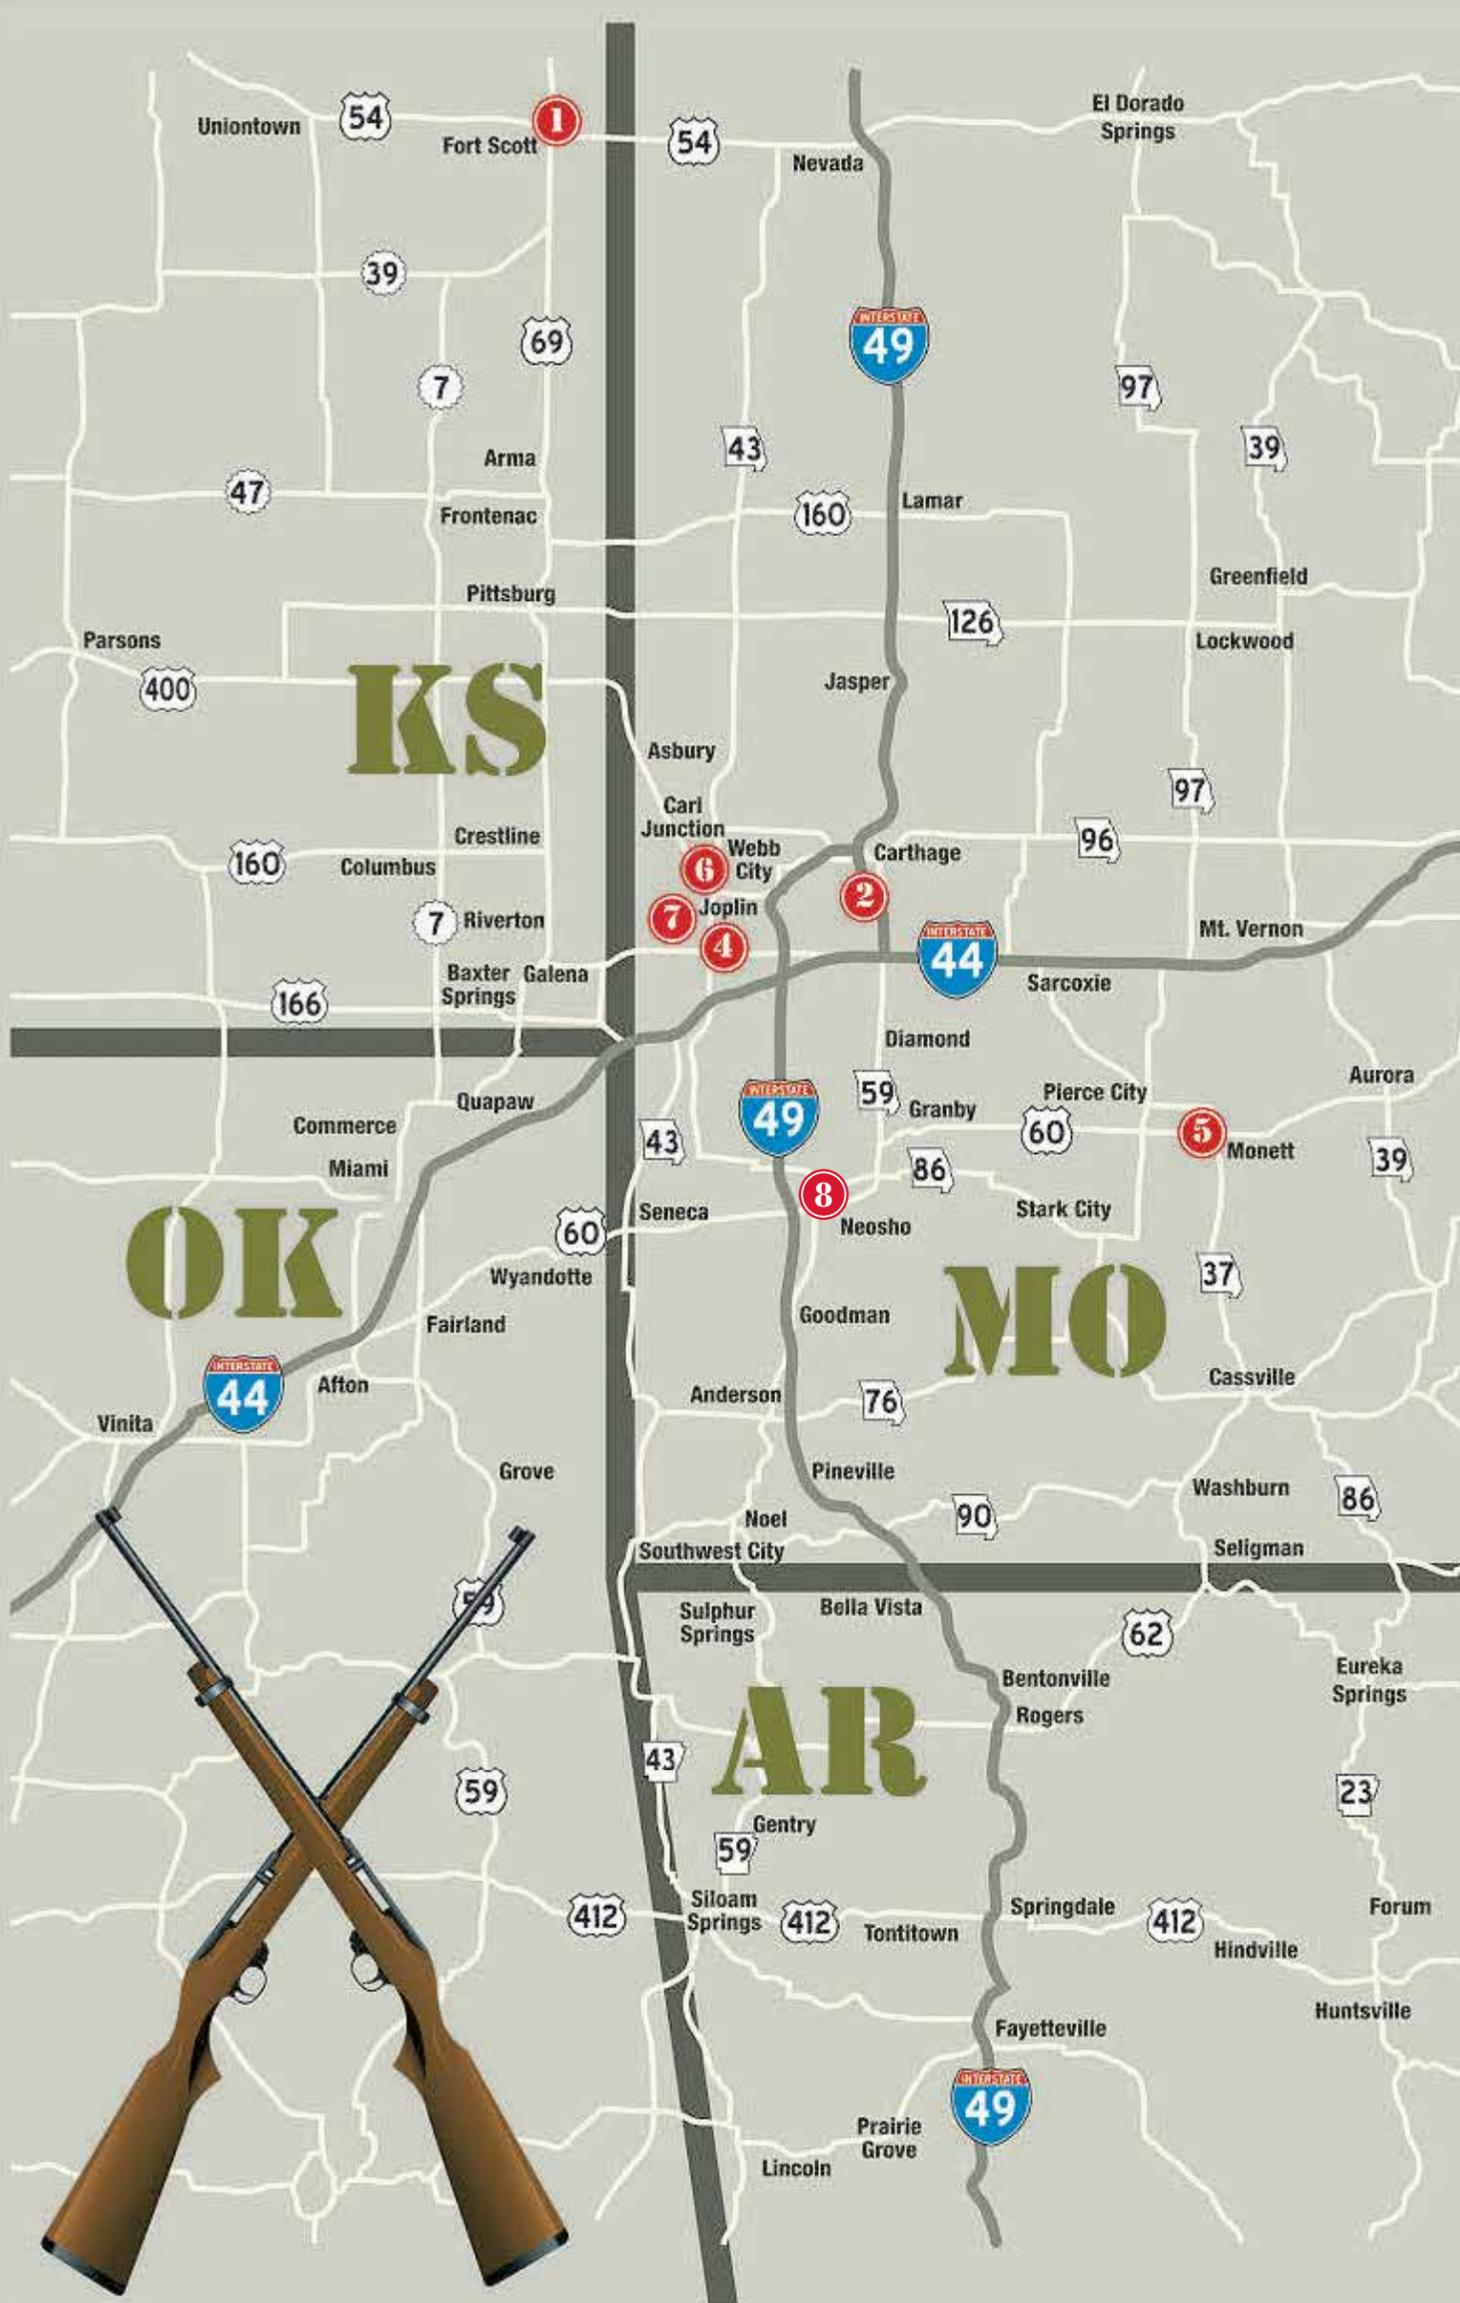 Uniontown
54
1
Fort Scott
54
Nevada
El Dorado
Springs
39
69
INTERSTATE
49
7
97
43
39
Arma
47
Frontenac
160
Lamar
Greenfield
Pittsburg
126
Lockwood
Parsons
400
KS
Jasper
Asbury
97
Carl
Junction
Crestline
96
160
Columbus
6
Webb
City
Carthage
2
7
Riverton
7
Joplin
4
INTERSTATE
44
Mt. Vernon
Baxter
Springs
Galena
166
Sarcoxie
Diamond
Aurora
Quapaw
INTERSTATE
49
59
Granby
Pierce City
60
5
Monett
Commerce
43
Miami
86
39
8
OK
60
Seneca
Neosho
Stark City
Wyandotte
37
Goodman
MO
Fairland
INTERSTATE
44
Afton
Anderson
76
Cassville
Vinita
Grove
Pineville
Washburn
86
Noel
90
Southwest City
Seligman
59
Sulphur
Springs
Bella Vista
62
Bentonville
Eureka
Springs
Rogers
AR
43
59
23
Gentry
59
412
Siloam
Springs
412
Tontitown
Springdale
412
Forum
Hindville
Huntsville
Fayetteville
INTERSTATE
49
Prairie
Grove
Lincoln